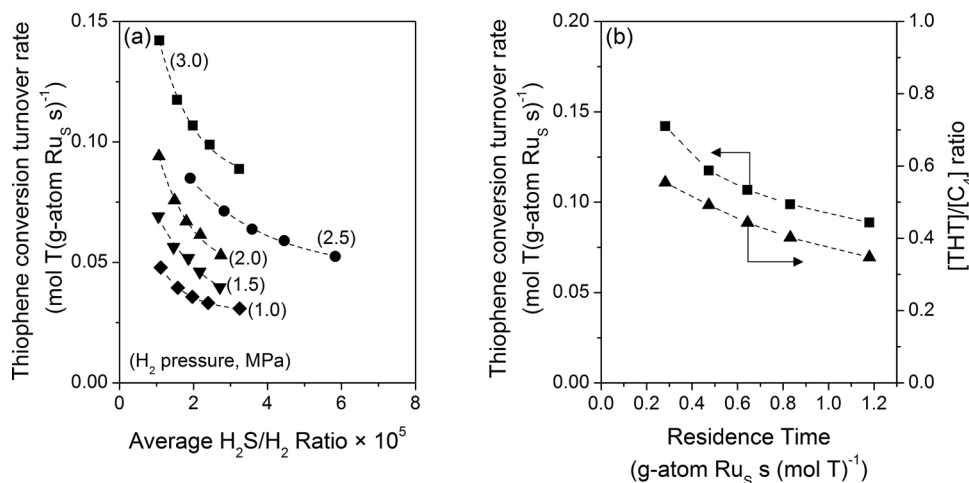 (a)
Thiophene conversion turnover rate
(mol T(g-atom Ru_S s)^-1
0.15
0.10
0.05
0.00
(3.0)
(2.5)
(2.0)
(1.5)
(1.0)
(H₂ pressure, MPa)
0 2 4 6 8
Average H₂S/H₂ Ratio × 10⁵
(b)
Thiophene conversion turnover rate
(mol T(g-atom Ru_S s)^-1
0.20
0.15
0.10
0.05
0.00
1.0
0.8
0.6
0.4
0.2
0.0
[THT]/[C₄] ratio
0.0 0.2 0.4 0.6 0.8 1.0 1.2
Residence Time
(g-atom Ru_S s (mol T)^-1